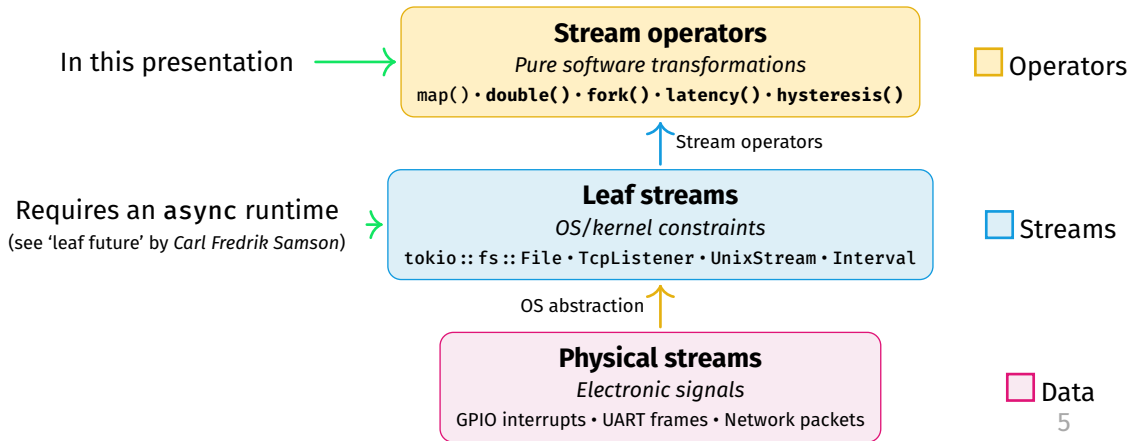 Stream operators
In this presentation
Pure software transformations
Operators
map() • double() • fork() • latency() • hysteresis()
Stream operators
Leaf streams
Requires an async runtime
OS/kernel constraints
Streams
(see ‘leaf future’ by Carl Fredrik Samson)
tokio::fs::File • TcpListener • UnixStream • Interval
OS abstraction
Physical streams
Electronic signals
Data
GPIO interrupts • UART frames • Network packets
5